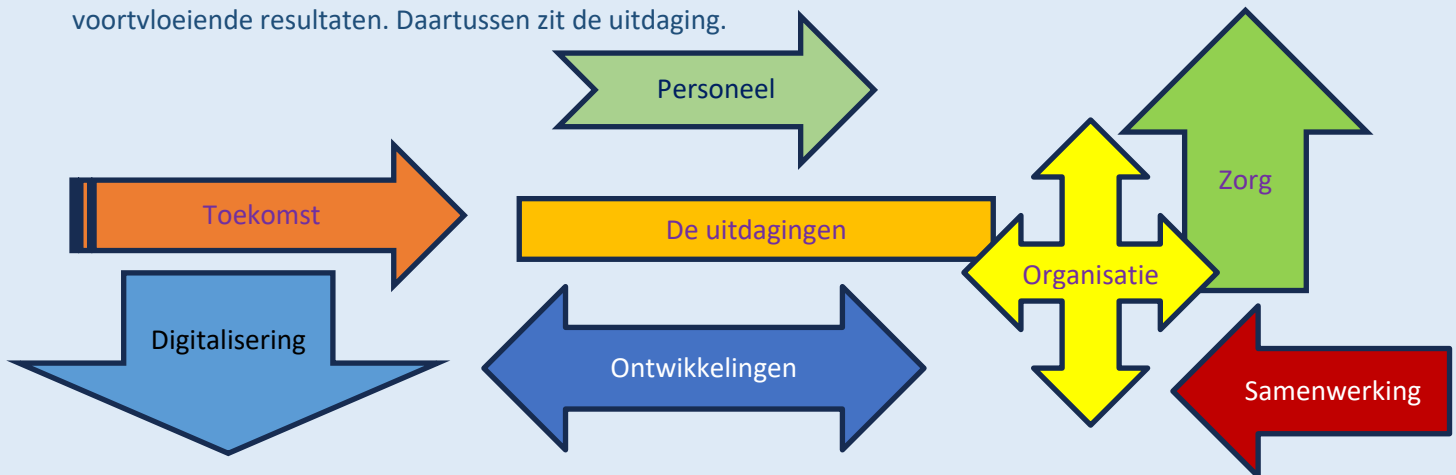 voortvloeiende resultaten. Daartussen zit de uitdaging.
Personeel
Zorg
Toekomst
De uitdagingen
Organisatie
Digitalisering
Ontwikkelingen
Samenwerking